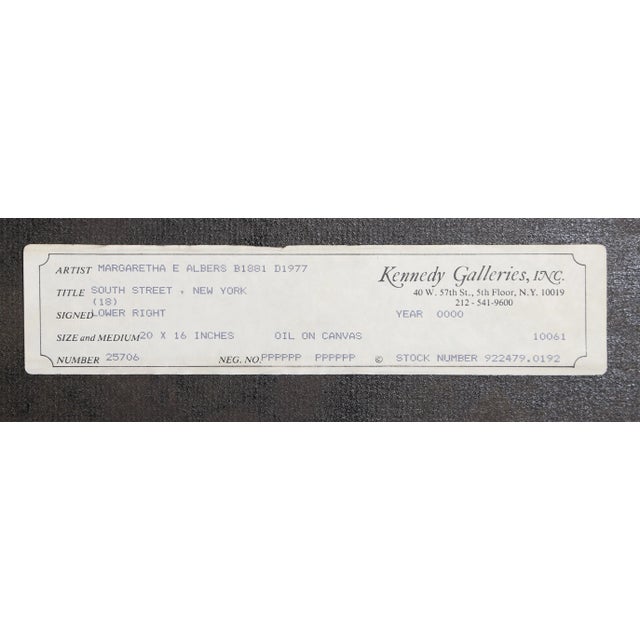 ARTIST MARGARETHA E ALBERS B1881 D1977
Kennedy Galleries, INC.
40 W. 57th St., 5th Floor, N.Y. 10019
212 - 541-9600
TITLE SOUTH STREET , NEW YORK
(18)
SIGNED LOWER RIGHT YEAR 0000
SIZE and MEDIUM 20 X 16 INCHES OIL ON CANVAS 10061
NUMBER 25706 NEG. NO. PPPPPP PPPPPP © STOCK NUMBER 922479.0192